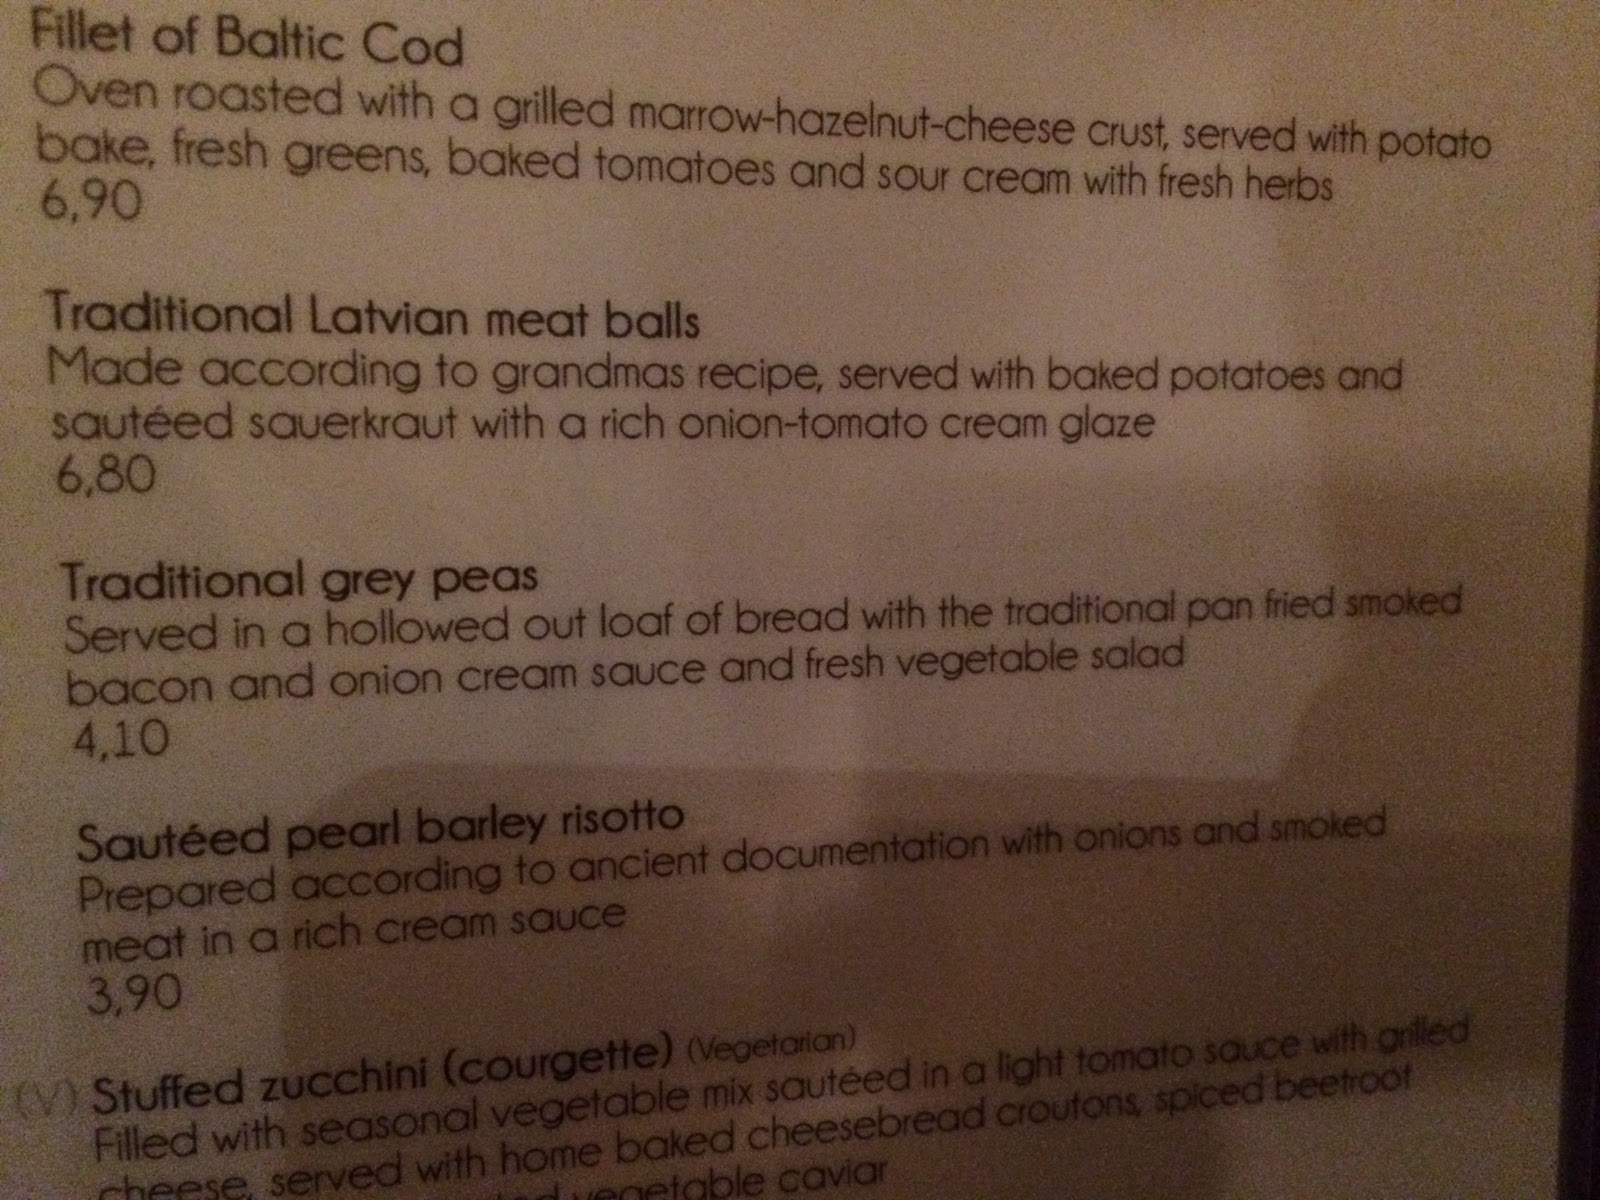 Fillet of Baltic Cod
Oven roasted with a grilled marrow-hazelnut-cheese crust, served with potato
bake, fresh greens, baked tomatoes and sour cream with fresh herbs
6,90
Traditional Latvian meat balls
Made according to grandmas recipe, served with baked potatoes and
sautéed sauerkraut with a rich onion-tomato cream glaze
6,80
Traditional grey peas
Served in a hollowed out loaf of bread with the traditional pan fried smoked
bacon and onion cream sauce and fresh vegetable salad
4,10
Sautéed pearl barley risotto
Prepared according to ancient documentation with onions and smoked
meat in a rich cream sauce
3,90
(V) Stuffed zucchini (courgette) (Vegetarian)
Filled with seasonal vegetable mix sautéed in a light tomato sauce with grilled
cheese, served with home baked cheesebread croutons, spiced beetroot
vegetable caviar